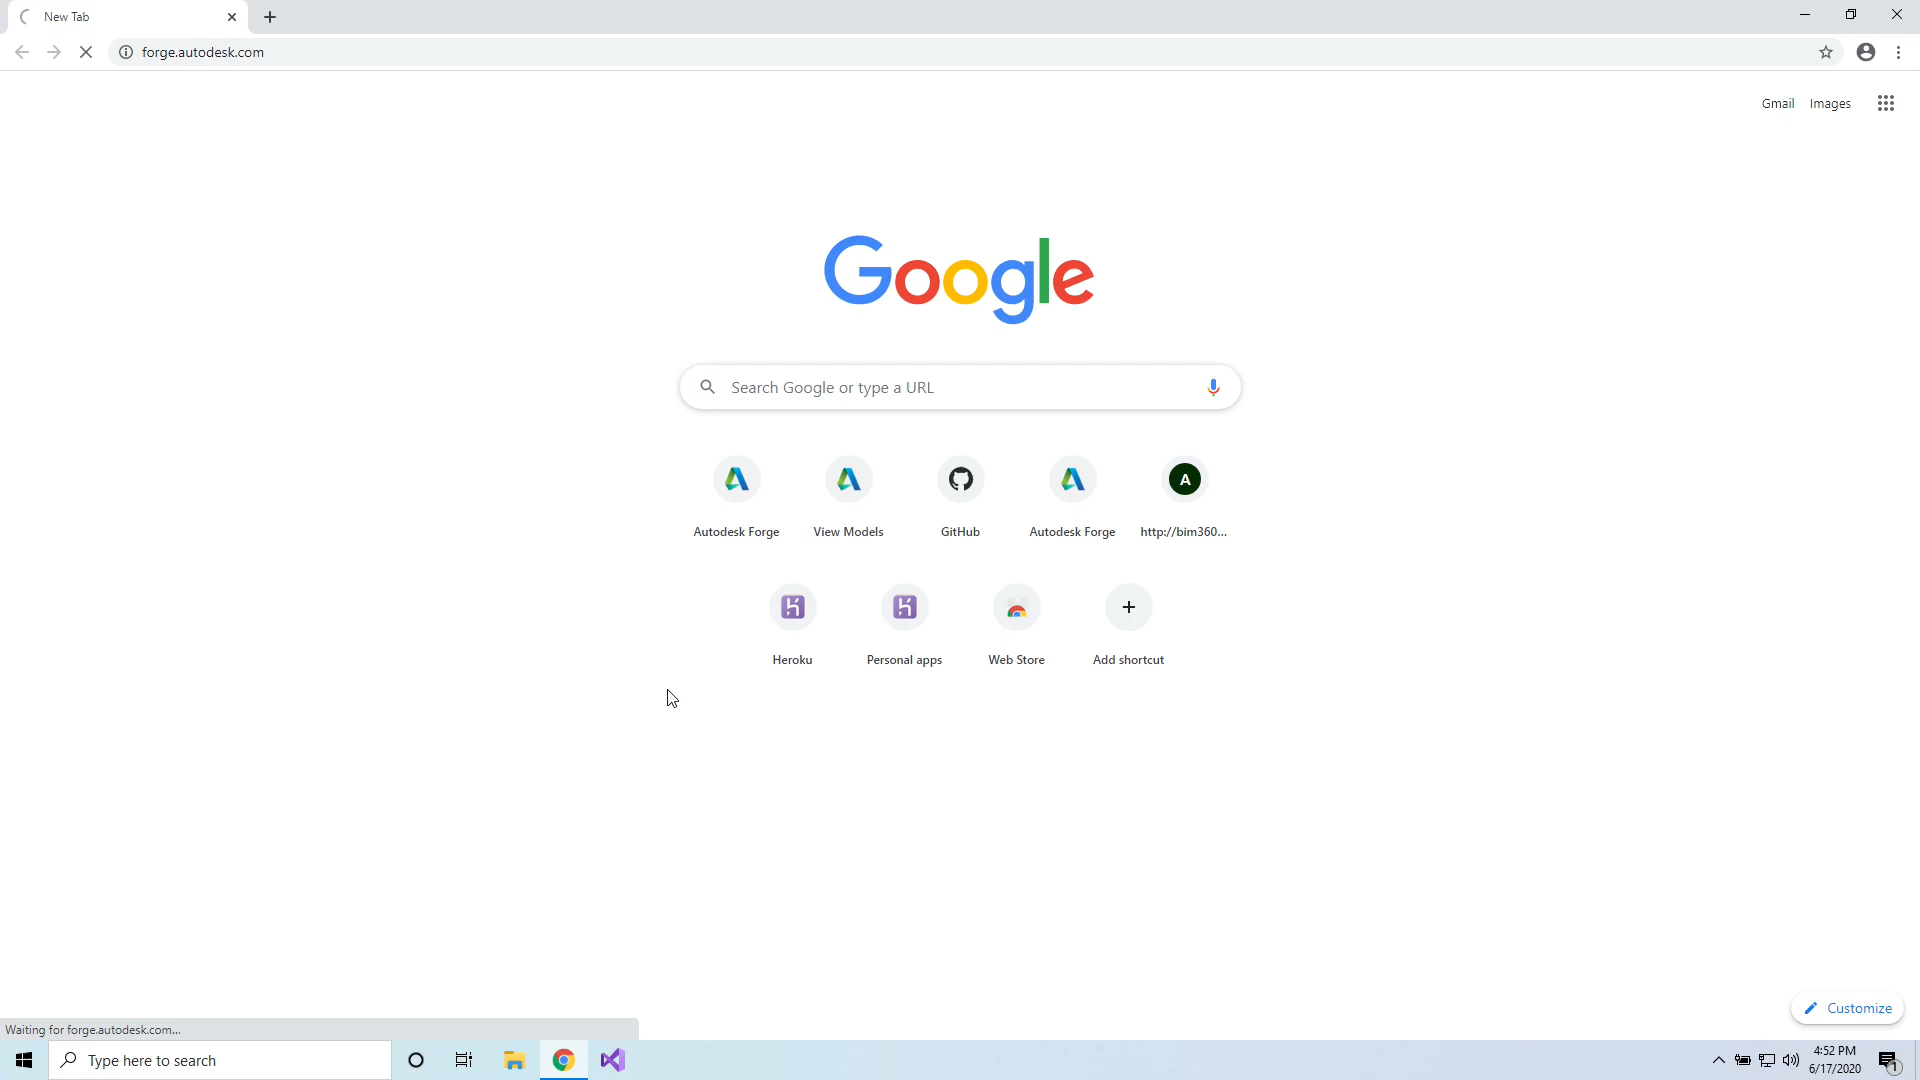 New Tab
forge.autodesk.com
Gmail Images
Google
Search Google or type a URL
A
Autodesk Forge View Models GitHub Autodesk Forge http://bim360...
Heroku Personal apps Web Store Add shortcut
Customize
Waiting for forge.autodesk.com...
Type here to search
4:52 PM
6/17/2020
1